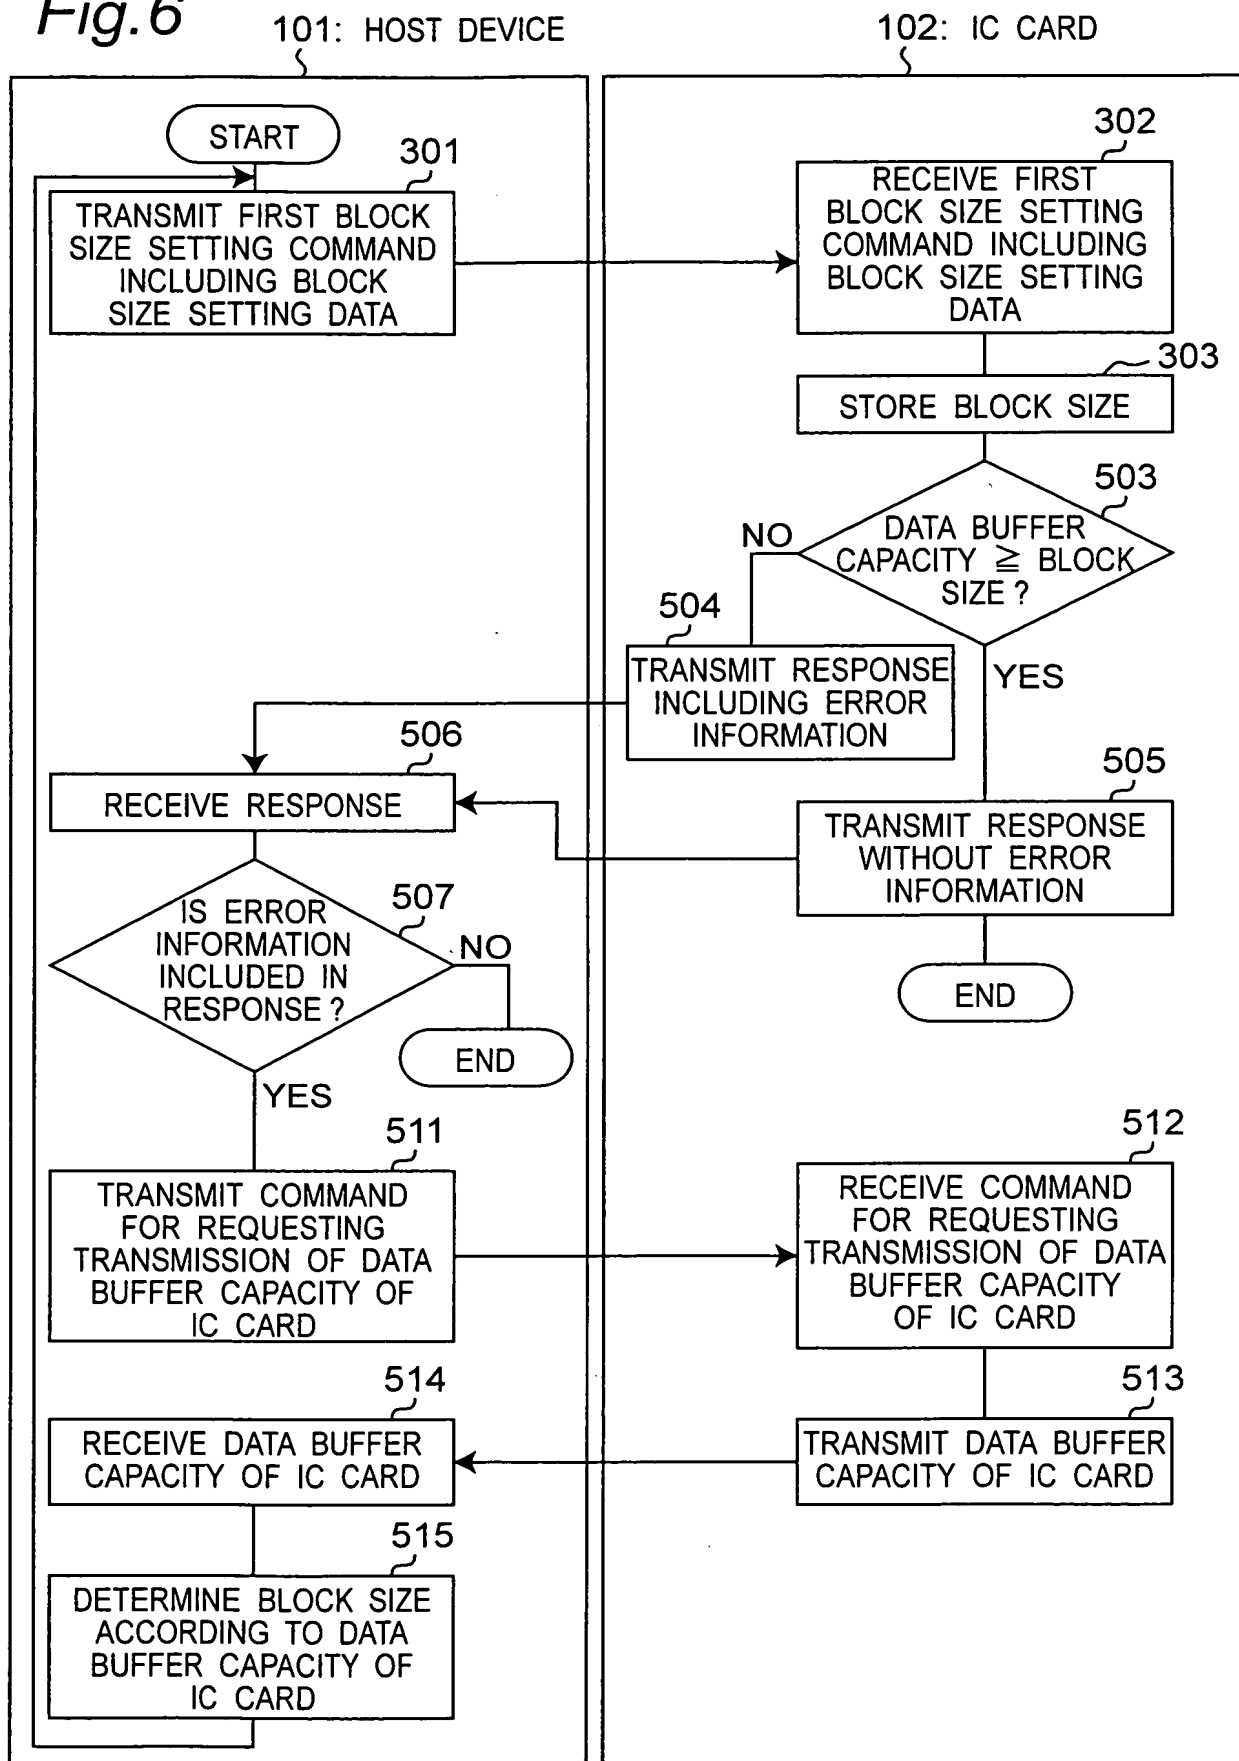 Fig.6
101: HOST DEVICE
102: IC CARD
START
301
TRANSMIT FIRST BLOCK
SIZE SETTING COMMAND
INCLUDING BLOCK
SIZE SETTING DATA
302
RECEIVE FIRST
BLOCK SIZE SETTING
COMMAND INCLUDING
BLOCK SIZE SETTING
DATA
303
STORE BLOCK SIZE
503
DATA BUFFER
CAPACITY ≧ BLOCK
SIZE ?
NO
YES
504
TRANSMIT RESPONSE
INCLUDING ERROR
INFORMATION
505
TRANSMIT RESPONSE
WITHOUT ERROR
INFORMATION
END
506
RECEIVE RESPONSE
507
IS ERROR
INFORMATION
INCLUDED IN
RESPONSE ?
NO
END
YES
511
TRANSMIT COMMAND
FOR REQUESTING
TRANSMISSION OF DATA
BUFFER CAPACITY OF
IC CARD
512
RECEIVE COMMAND
FOR REQUESTING
TRANSMISSION OF DATA
BUFFER CAPACITY
OF IC CARD
513
TRANSMIT DATA BUFFER
CAPACITY OF IC CARD
514
RECEIVE DATA BUFFER
CAPACITY OF IC CARD
515
DETERMINE BLOCK SIZE
ACCORDING TO DATA
BUFFER CAPACITY OF
IC CARD